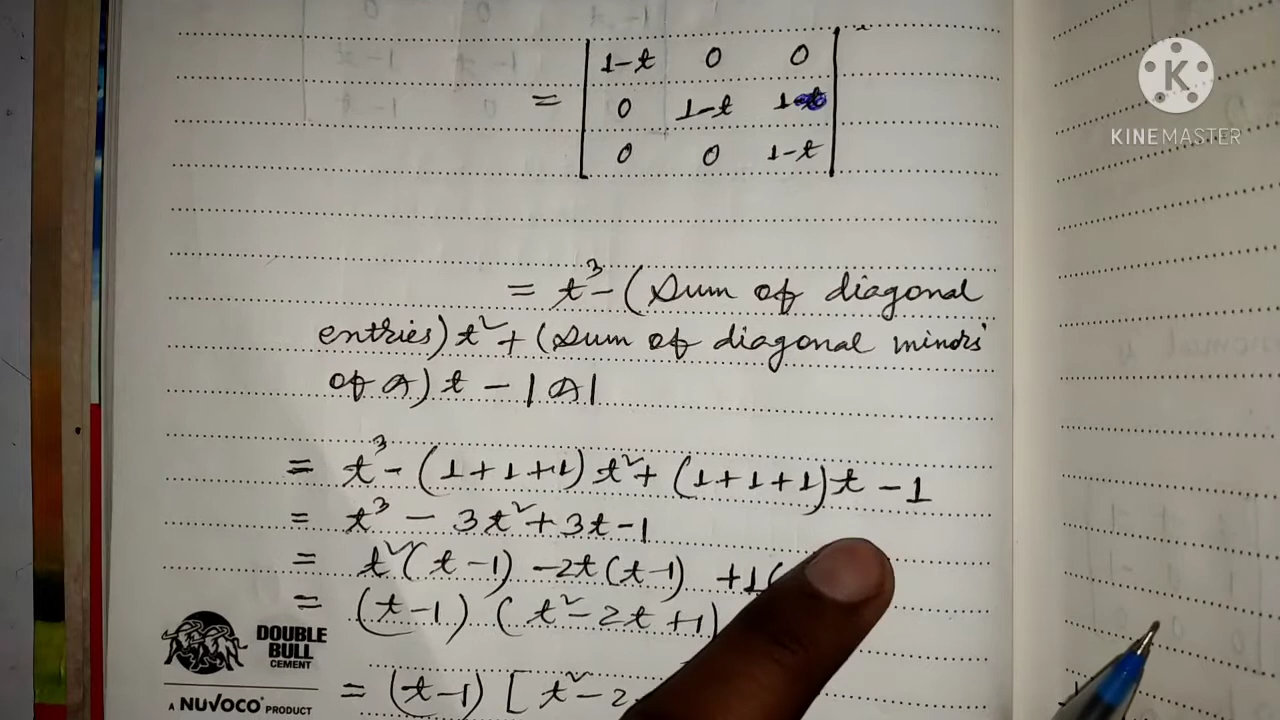 1-t 0 0
= 0 1-t 1
0 0 1-t
KINEMASTER
= t³ - (Sum of diagonal
entries) t² + (Sum of diagonal minors
of A) t - |A|
= t³ - (1+1+1) t² + (1+1+1)t - 1
= t³ - 3t² + 3t - 1
= t²(t-1) -2t(t-1) +1(
= (t-1) (t²-2t+1)
DOUBLE
BULL
CEMENT
= (t-1) [t²-2
A NUVOCO PRODUCT